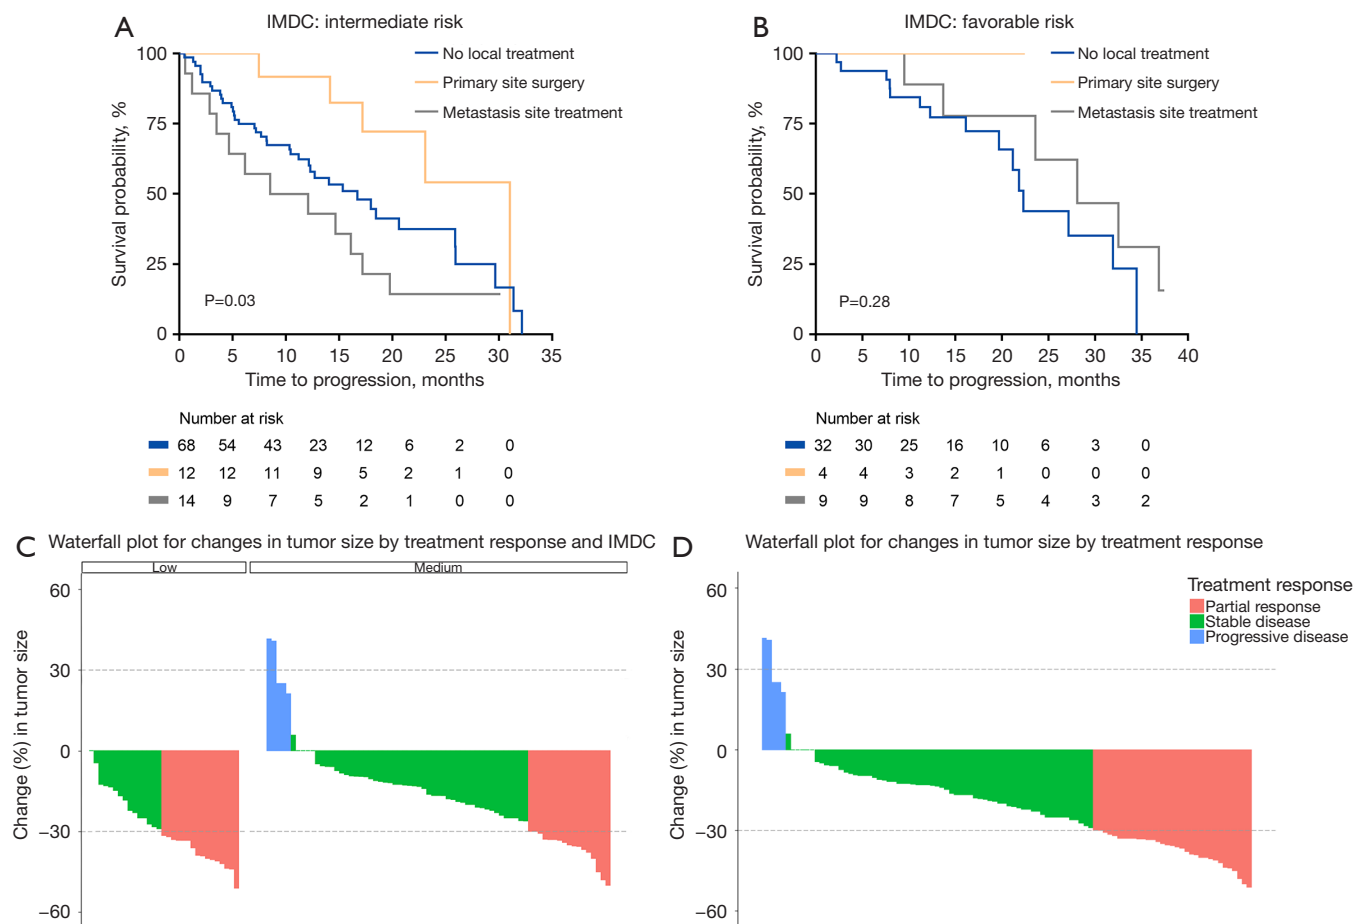 A
IMDC: intermediate risk
Survival probability, %
100
75
50
25
0
No local treatment
Primary site surgery
Metastasis site treatment
P=0.03
0 5 10 15 20 25 30 35
Time to progression, months
Number at risk
68 54 43 23 12 6 2 0
12 12 11 9 5 2 1 0
14 9 7 5 2 1 0 0
B
IMDC: favorable risk
Survival probability, %
100
75
50
25
0
No local treatment
Primary site surgery
Metastasis site treatment
P=0.28
0 5 10 15 20 25 30 35 40
Time to progression, months
Number at risk
32 30 25 16 10 6 3 0
4 4 3 2 1 0 0 0
9 9 8 7 5 4 3 2
C
Waterfall plot for changes in tumor size by treatment response and IMDC
Low Medium
Change (%) in tumor size
60
30
0
–30
–60
D
Waterfall plot for changes in tumor size by treatment response
Change (%) in tumor size
60
30
0
–30
–60
Treatment response
Partial response
Stable disease
Progressive disease